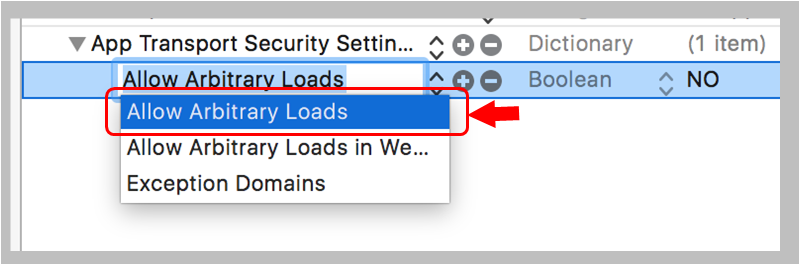 App Transport Security Settin... Dictionary (1 item)
Allow Arbitrary Loads Boolean NO
Allow Arbitrary Loads
Allow Arbitrary Loads in We...
Exception Domains